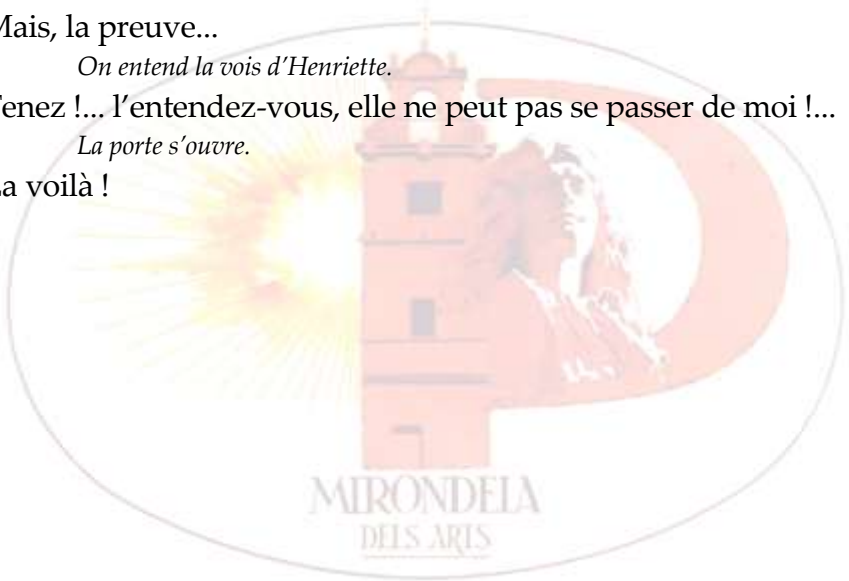 Mais, la preuve...
On entend la vois d'Henriette.
Tenez !... l'entendez-vous, elle ne peut pas se passer de moi !...
La porte s'ouvre.
La voilà !
MIRONDELA
DELS ARTS